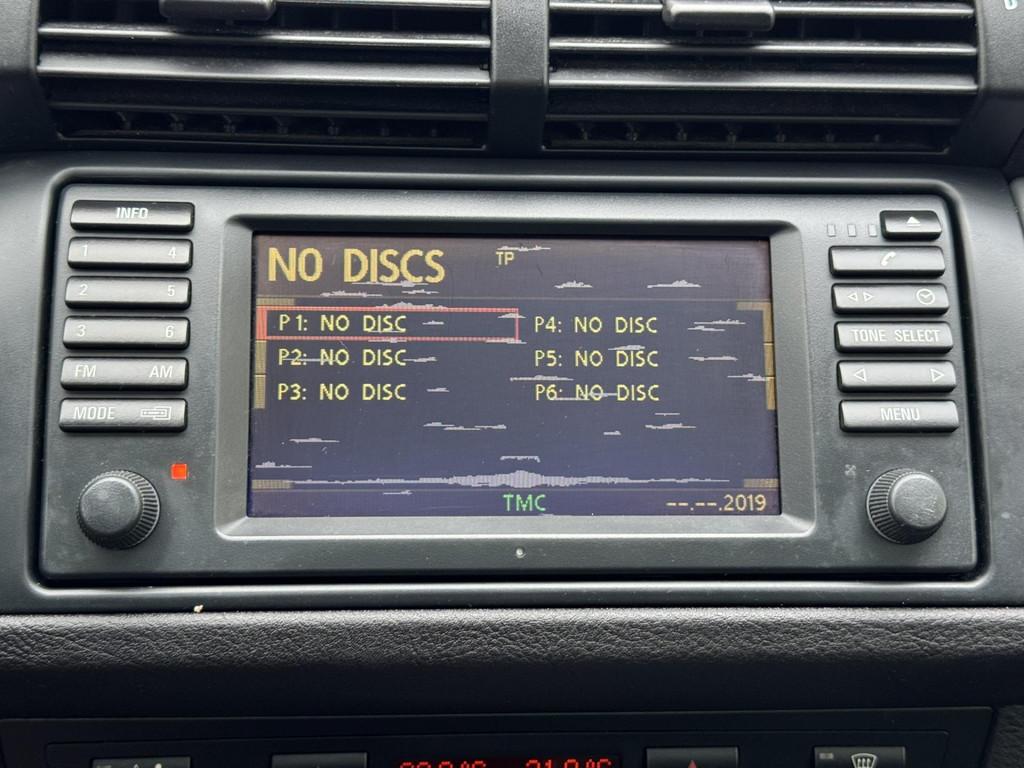 INFO
1 4
2 5
3 6
FM AM
MODE
NO DISCS
TP
P1: NO DISC
P2: NO DISC
P3: NO DISC
P4: NO DISC
P5: NO DISC
P6: NO DISC
TMC
--.--.2019
TONE SELECT
MENU